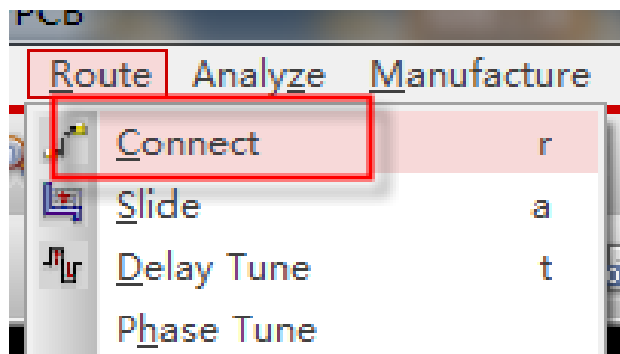 PCB
Route Analyze Manufacture
Connect r
Slide a
Delay Tune t
Phase Tune